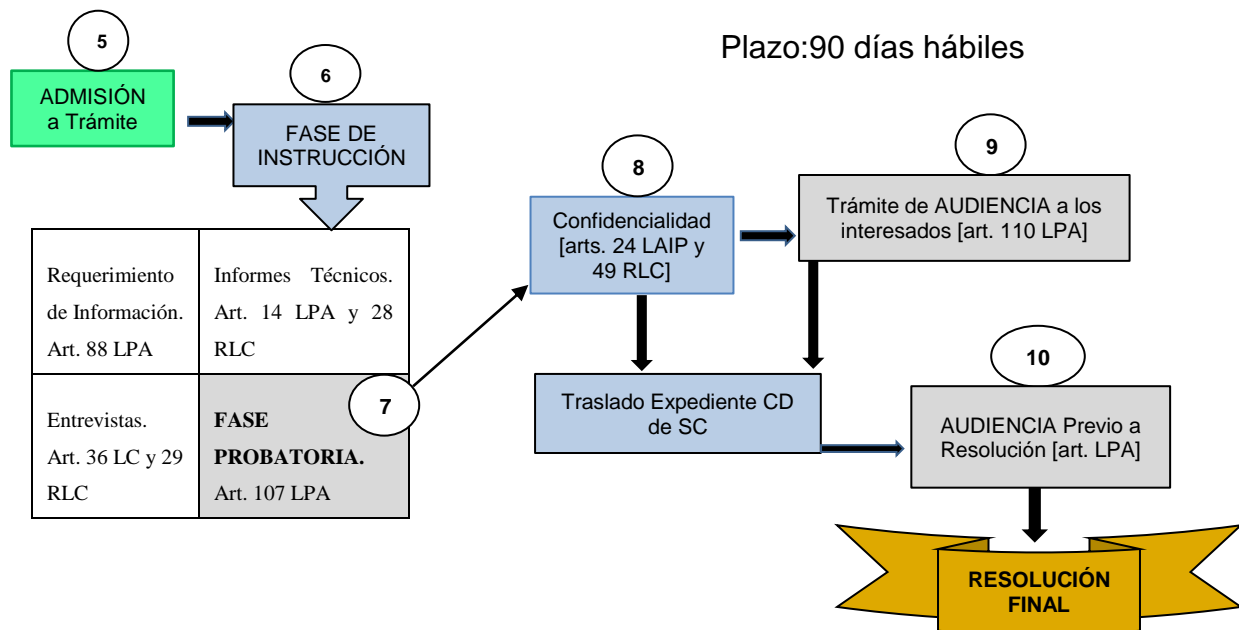 Plazo:90 días hábiles
5
ADMISIÓN
a Trámite
6
FASE DE
INSTRUCCIÓN
Requerimiento
de Información.
Art. 88 LPA
Informes Técnicos.
Art. 14 LPA y 28
RLC
Entrevistas.
Art. 36 LC y 29
RLC
7
FASE
PROBATORIA.
Art. 107 LPA
8
Confidencialidad
[arts. 24 LAIP y
49 RLC]
9
Trámite de AUDIENCIA a los
interesados [art. 110 LPA]
Traslado Expediente CD
de SC
10
AUDIENCIA Previo a
Resolución [art. LPA]
RESOLUCIÓN
FINAL